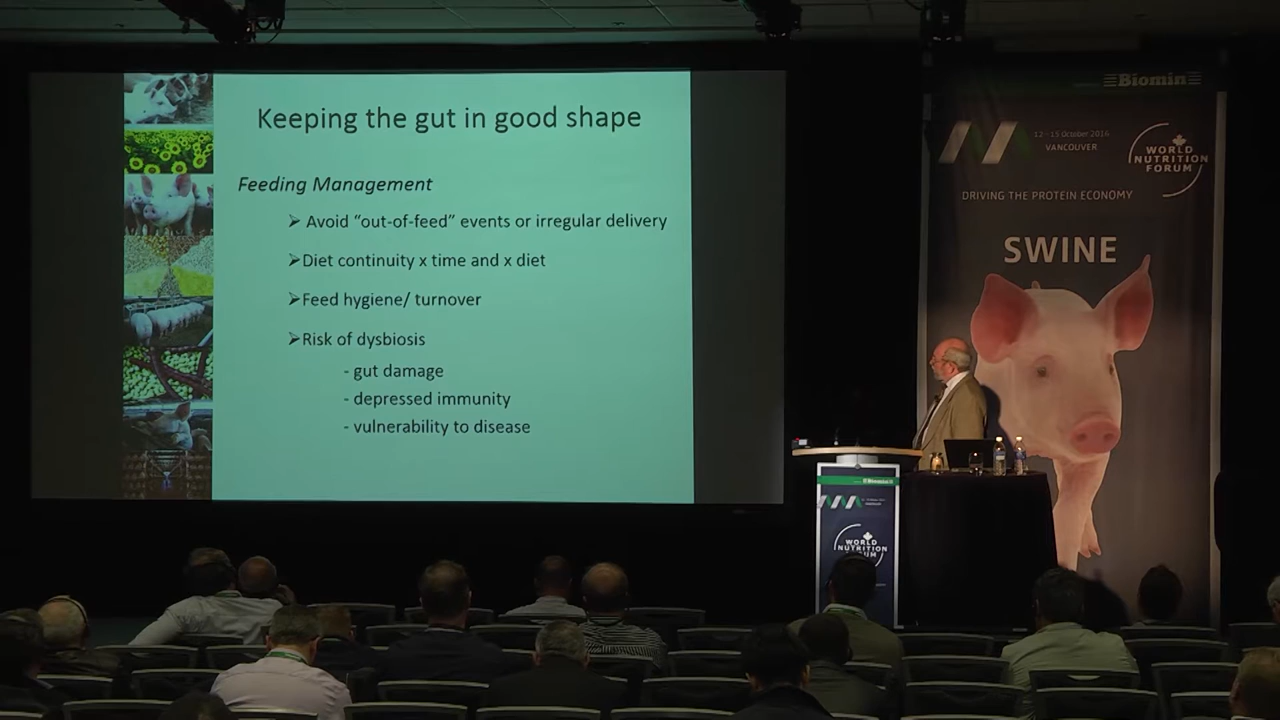 Keeping the gut in good shape
Feeding Management
➢ Avoid “out-of-feed” events or irregular delivery
➢Diet continuity x time and x diet
➢Feed hygiene/ turnover
➢Risk of dysbiosis
- gut damage
- depressed immunity
- vulnerability to disease
Biomin
12 - 15 October 2016
VANCOUVER
WORLD
NUTRITION
FORUM
DRIVING THE PROTEIN ECONOMY
SWINE
Biomin
WORLD
NUTRITION
FORUM